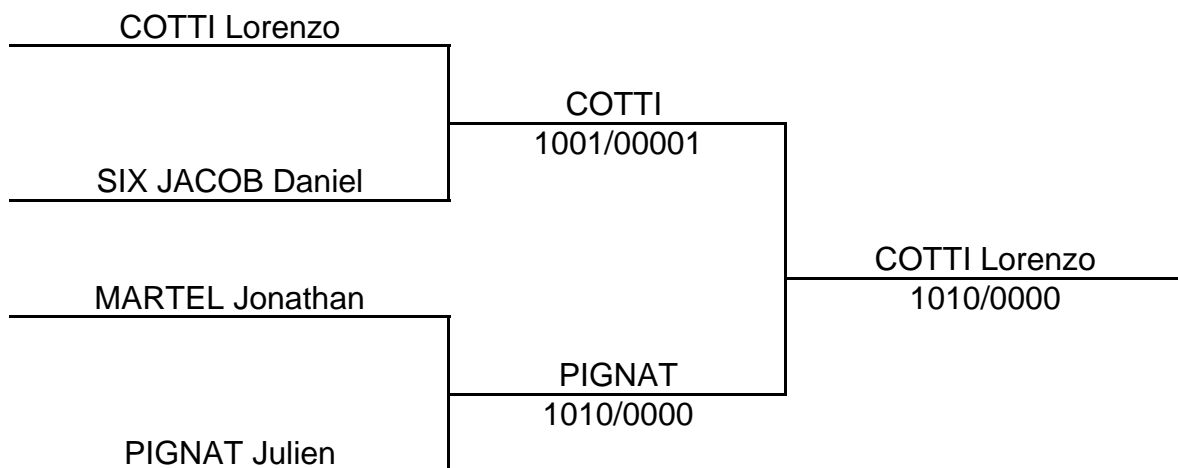 COTTI Lorenzo
COTTI
1001/00001
SIX JACOB Daniel
COTTI Lorenzo
1010/0000
MARTEL Jonathan
PIGNAT
1010/0000
PIGNAT Julien